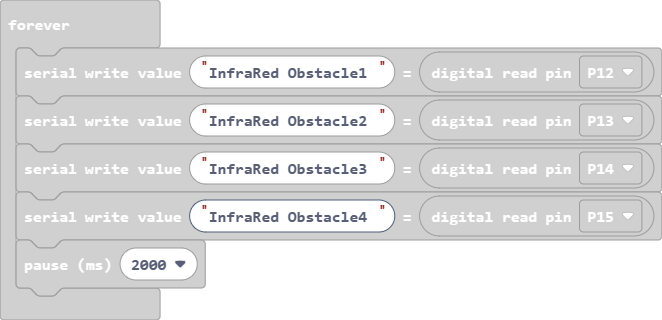 forever
serial write value "InfraRed Obstacle1 " = digital read pin P12
serial write value "InfraRed Obstacle2 " = digital read pin P13
serial write value "InfraRed Obstacle3 " = digital read pin P14
serial write value "InfraRed Obstacle4 " = digital read pin P15
pause (ms) 2000